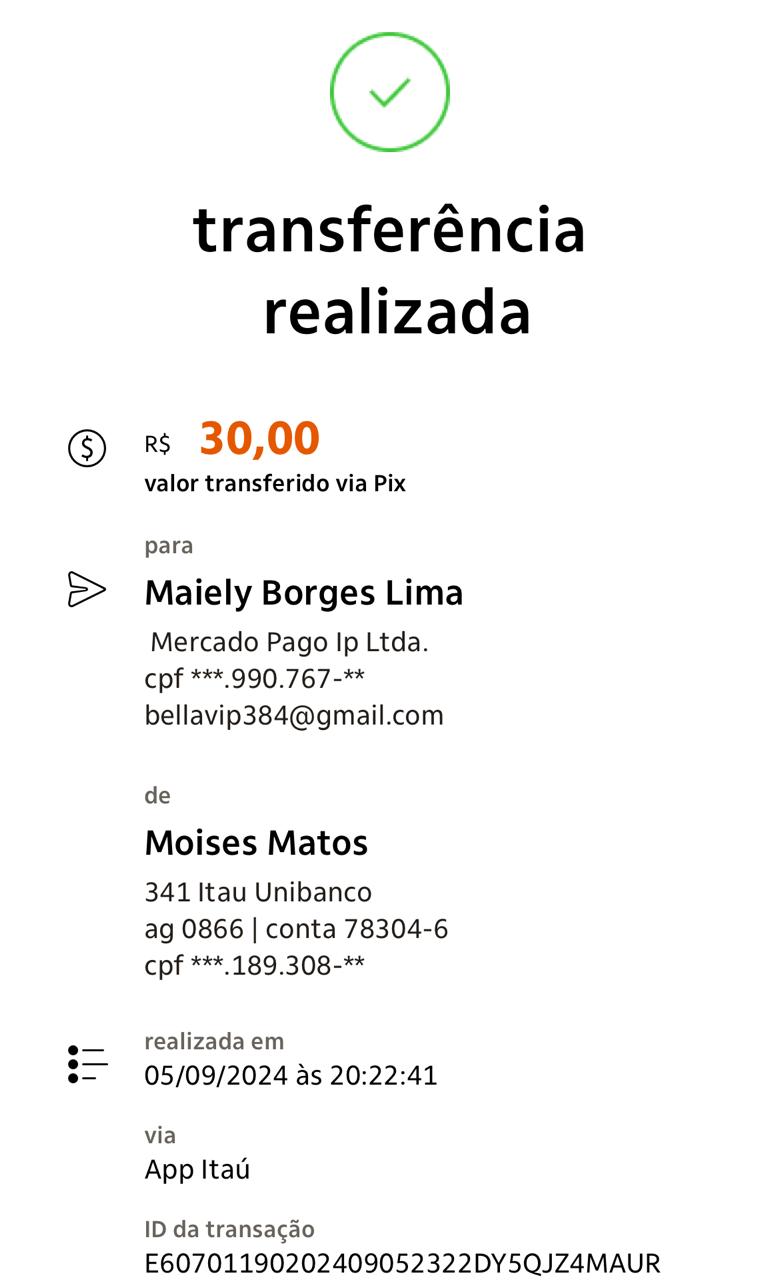 transferência
realizada
R$ 30,00
valor transferido via Pix
para
Maiely Borges Lima
Mercado Pago Ip Ltda.
cpf ***.990.767-**
bellavip384@gmail.com
de
Moises Matos
341 Itau Unibanco
ag 0866 | conta 78304-6
cpf ***.189.308-**
realizada em
05/09/2024 às 20:22:41
via
App Itaú
ID da transação
E60701190202409052322DY5QJZ4MAUR